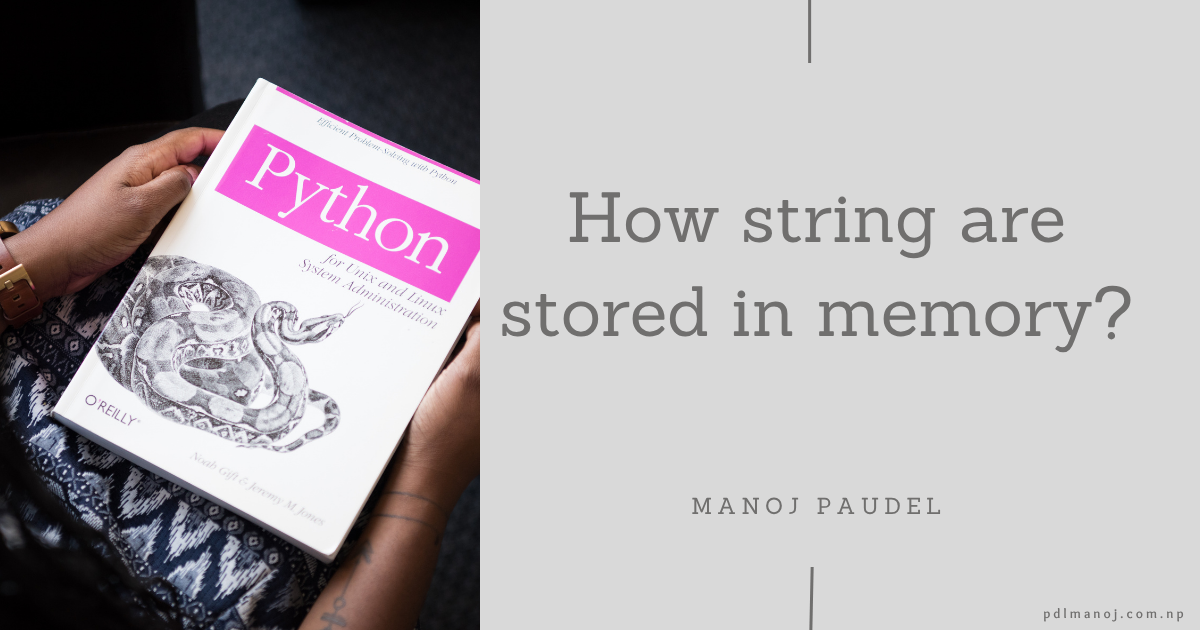 Efficient Problem Solving with Python
Python
for Unix and Linux
System Administration
O'REILLY
Noah Gift & Jeremy M. Jones
How string are
stored in memory?
MANOJ PAUDEL
pdlmanoj.com.np